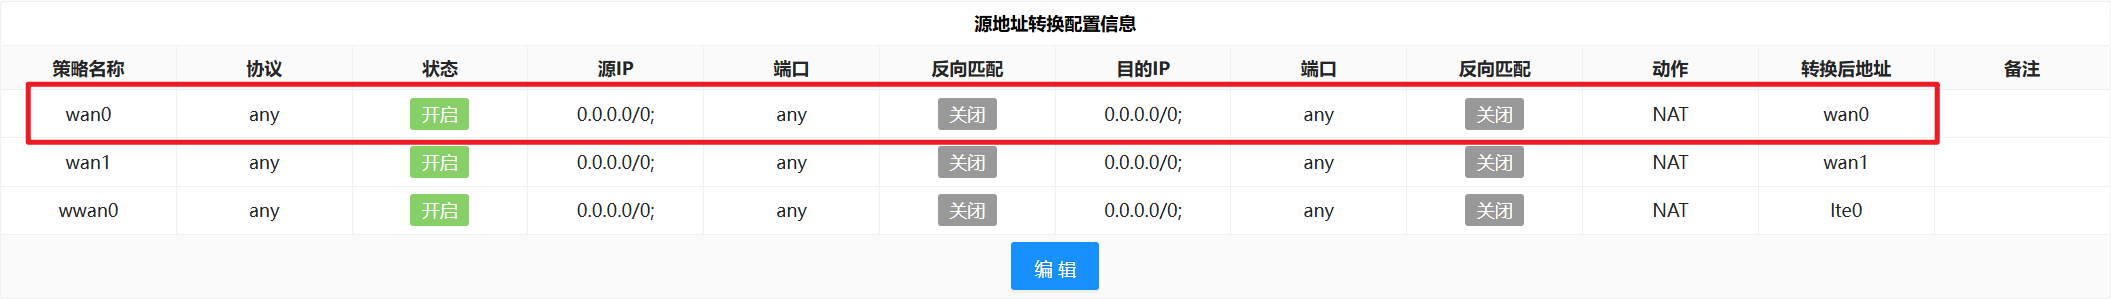 源地址转换配置信息
策略名称 协议 状态 源IP 端口 反向匹配 目的IP 端口 反向匹配 动作 转换后地址 备注
wan0 any 开启 0.0.0.0/0; any 关闭 0.0.0.0/0; any 关闭 NAT wan0
wan1 any 开启 0.0.0.0/0; any 关闭 0.0.0.0/0; any 关闭 NAT wan1
wwan0 any 开启 0.0.0.0/0; any 关闭 0.0.0.0/0; any 关闭 NAT lte0
编 辑